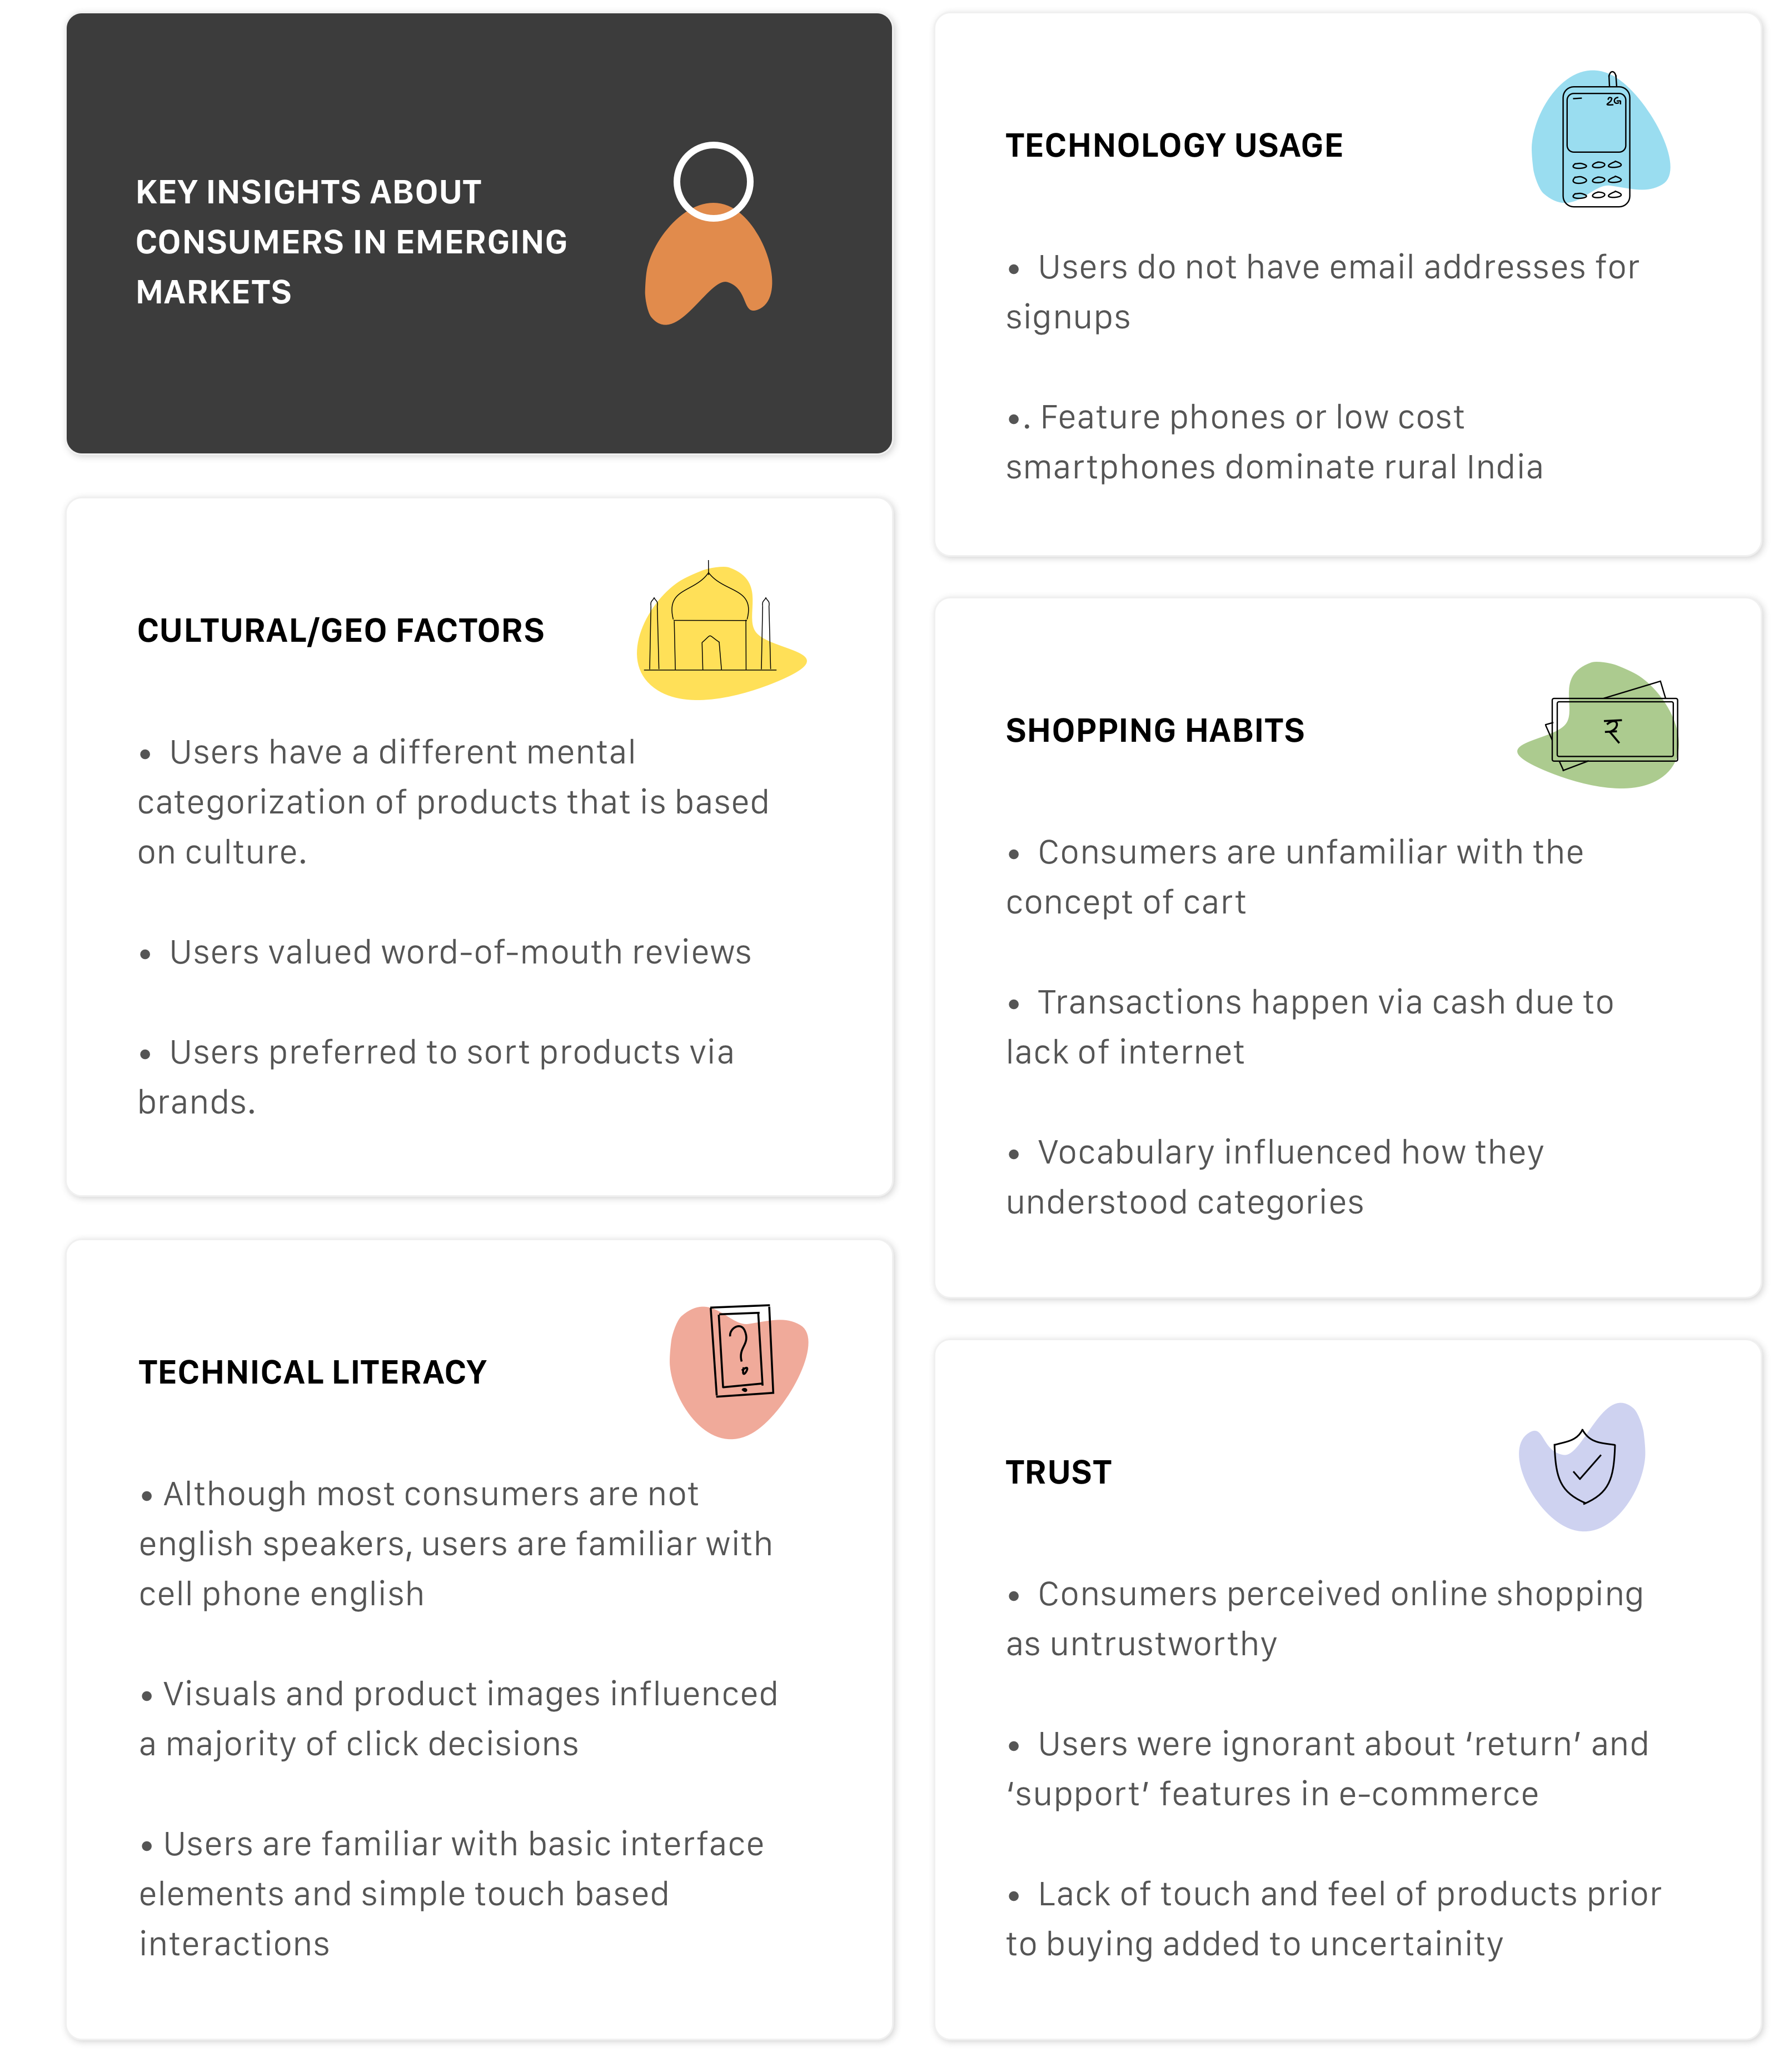 KEY INSIGHTS ABOUT
CONSUMERS IN EMERGING
MARKETS
TECHNOLOGY USAGE
2G
• Users do not have email addresses for
signups
•. Feature phones or low cost
smartphones dominate rural India
CULTURAL/GEO FACTORS
• Users have a different mental
categorization of products that is based
on culture.
• Users valued word-of-mouth reviews
• Users preferred to sort products via
brands.
SHOPPING HABITS
₹
• Consumers are unfamiliar with the
concept of cart
• Transactions happen via cash due to
lack of internet
• Vocabulary influenced how they
understood categories
TECHNICAL LITERACY
?
• Although most consumers are not
english speakers, users are familiar with
cell phone english
• Visuals and product images influenced
a majority of click decisions
• Users are familiar with basic interface
elements and simple touch based
interactions
TRUST
• Consumers perceived online shopping
as untrustworthy
• Users were ignorant about ‘return’ and
‘support’ features in e-commerce
• Lack of touch and feel of products prior
to buying added to uncertainity